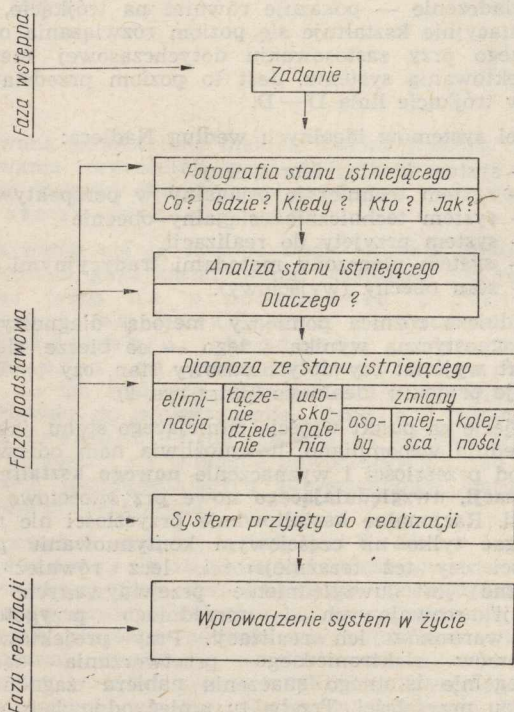 Faza wstępna
Zadanie
Faza podstawowa
Fotografia stanu istniejącego
Co? Gdzie? Kiedy ? Kto ? Jak?
Analiza stanu istniejącego
Dlaczego ?
Diagnoza ze stanu istniejącego
elimi-
nacja
łącze-
nie
dziele-
nie
udo-
sko-
nale-
nia
zmiany
oso-
by
miej-
sca
kolej-
ności
System przyjęty do realizacji
Faza realizacji
Wprowadzenie system w życie